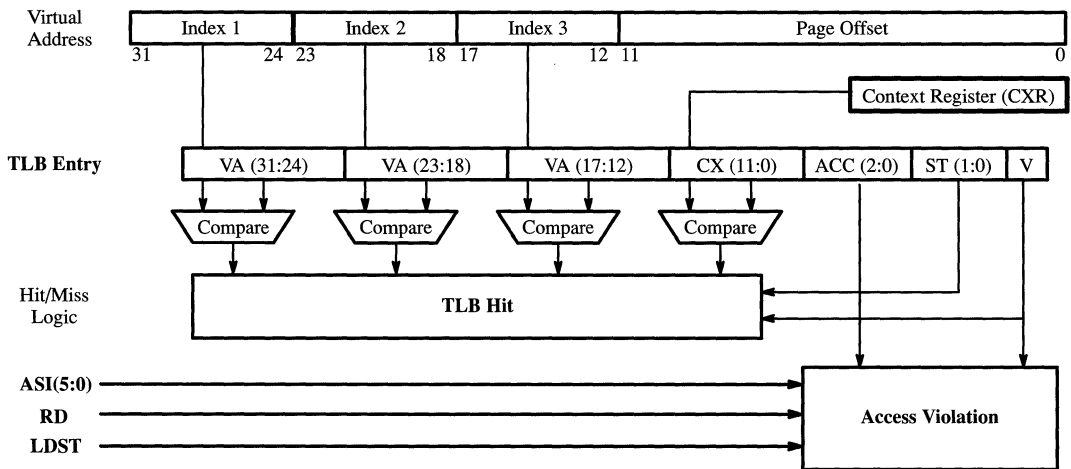 Virtual Address
Index 1
Index 2
Index 3
Page Offset
31
24
23
18
17
12
11
0
Context Register (CXR)
TLB Entry
VA (31:24)
VA (23:18)
VA (17:12)
CX (11:0)
ACC (2:0)
ST (1:0)
V
Compare
Compare
Compare
Compare
Hit/Miss Logic
TLB Hit
ASI(5:0)
RD
LDST
Access Violation